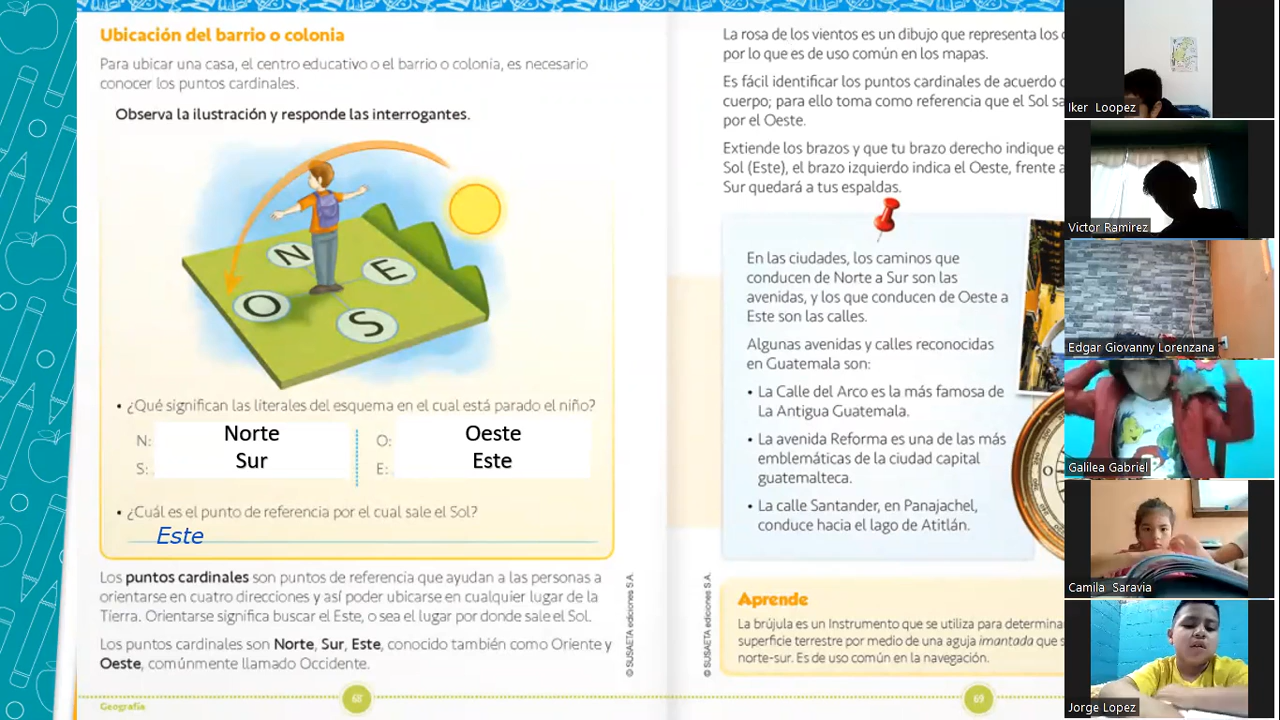 Ubicación del barrio o colonia
Para ubicar una casa, el centro educativo o el barrio o colonia, es necesario
conocer los puntos cardinales.
Observa la ilustración y responde las interrogantes.
N
E
O
S
• ¿Qué significan las literales del esquema en el cual está parado el niño?
N: Norte
O: Oeste
S: Sur
E: Este
• ¿Cuál es el punto de referencia por el cual sale el Sol?
Este
Los puntos cardinales son puntos de referencia que ayudan a las personas a
orientarse en cuatro direcciones y así poder ubicarse en cualquier lugar de la
Tierra. Orientarse significa buscar el Este, o sea el lugar por donde sale el Sol.
Los puntos cardinales son Norte, Sur, Este, conocido también como Oriente y
Oeste, comúnmente llamado Occidente.
© SUSAETA ediciones S.A.
Geografía
68
La rosa de los vientos es un dibujo que representa los
por lo que es de uso común en los mapas.
Es fácil identificar los puntos cardinales de acuerdo
cuerpo; para ello toma como referencia que el Sol
por el Oeste.
Extiende los brazos y que tu brazo derecho indique
Sol (Este), el brazo izquierdo indica el Oeste, frente
Sur quedará a tus espaldas.
En las ciudades, los caminos que
conducen de Norte a Sur son las
avenidas, y los que conducen de Oeste a
Este son las calles.
Algunas avenidas y calles reconocidas
en Guatemala son:
• La Calle del Arco es la más famosa de
La Antigua Guatemala.
• La avenida Reforma es una de las más
emblemáticas de la ciudad capital
guatemalteca.
• La calle Santander, en Panajachel,
conduce hacia el lago de Atitlán.
O
© SUSAETA ediciones S.A.
Aprende
La brújula es un Instrumento que se utiliza para
superficie terrestre por medio de una aguja imantada que
norte-sur. Es de uso común en la navegación.
69
Iker Loopez
Victor Ramirez
Edgar Giovanny Lorenzana
Galilea Gabriel
Camila Saravia
Jorge Lopez